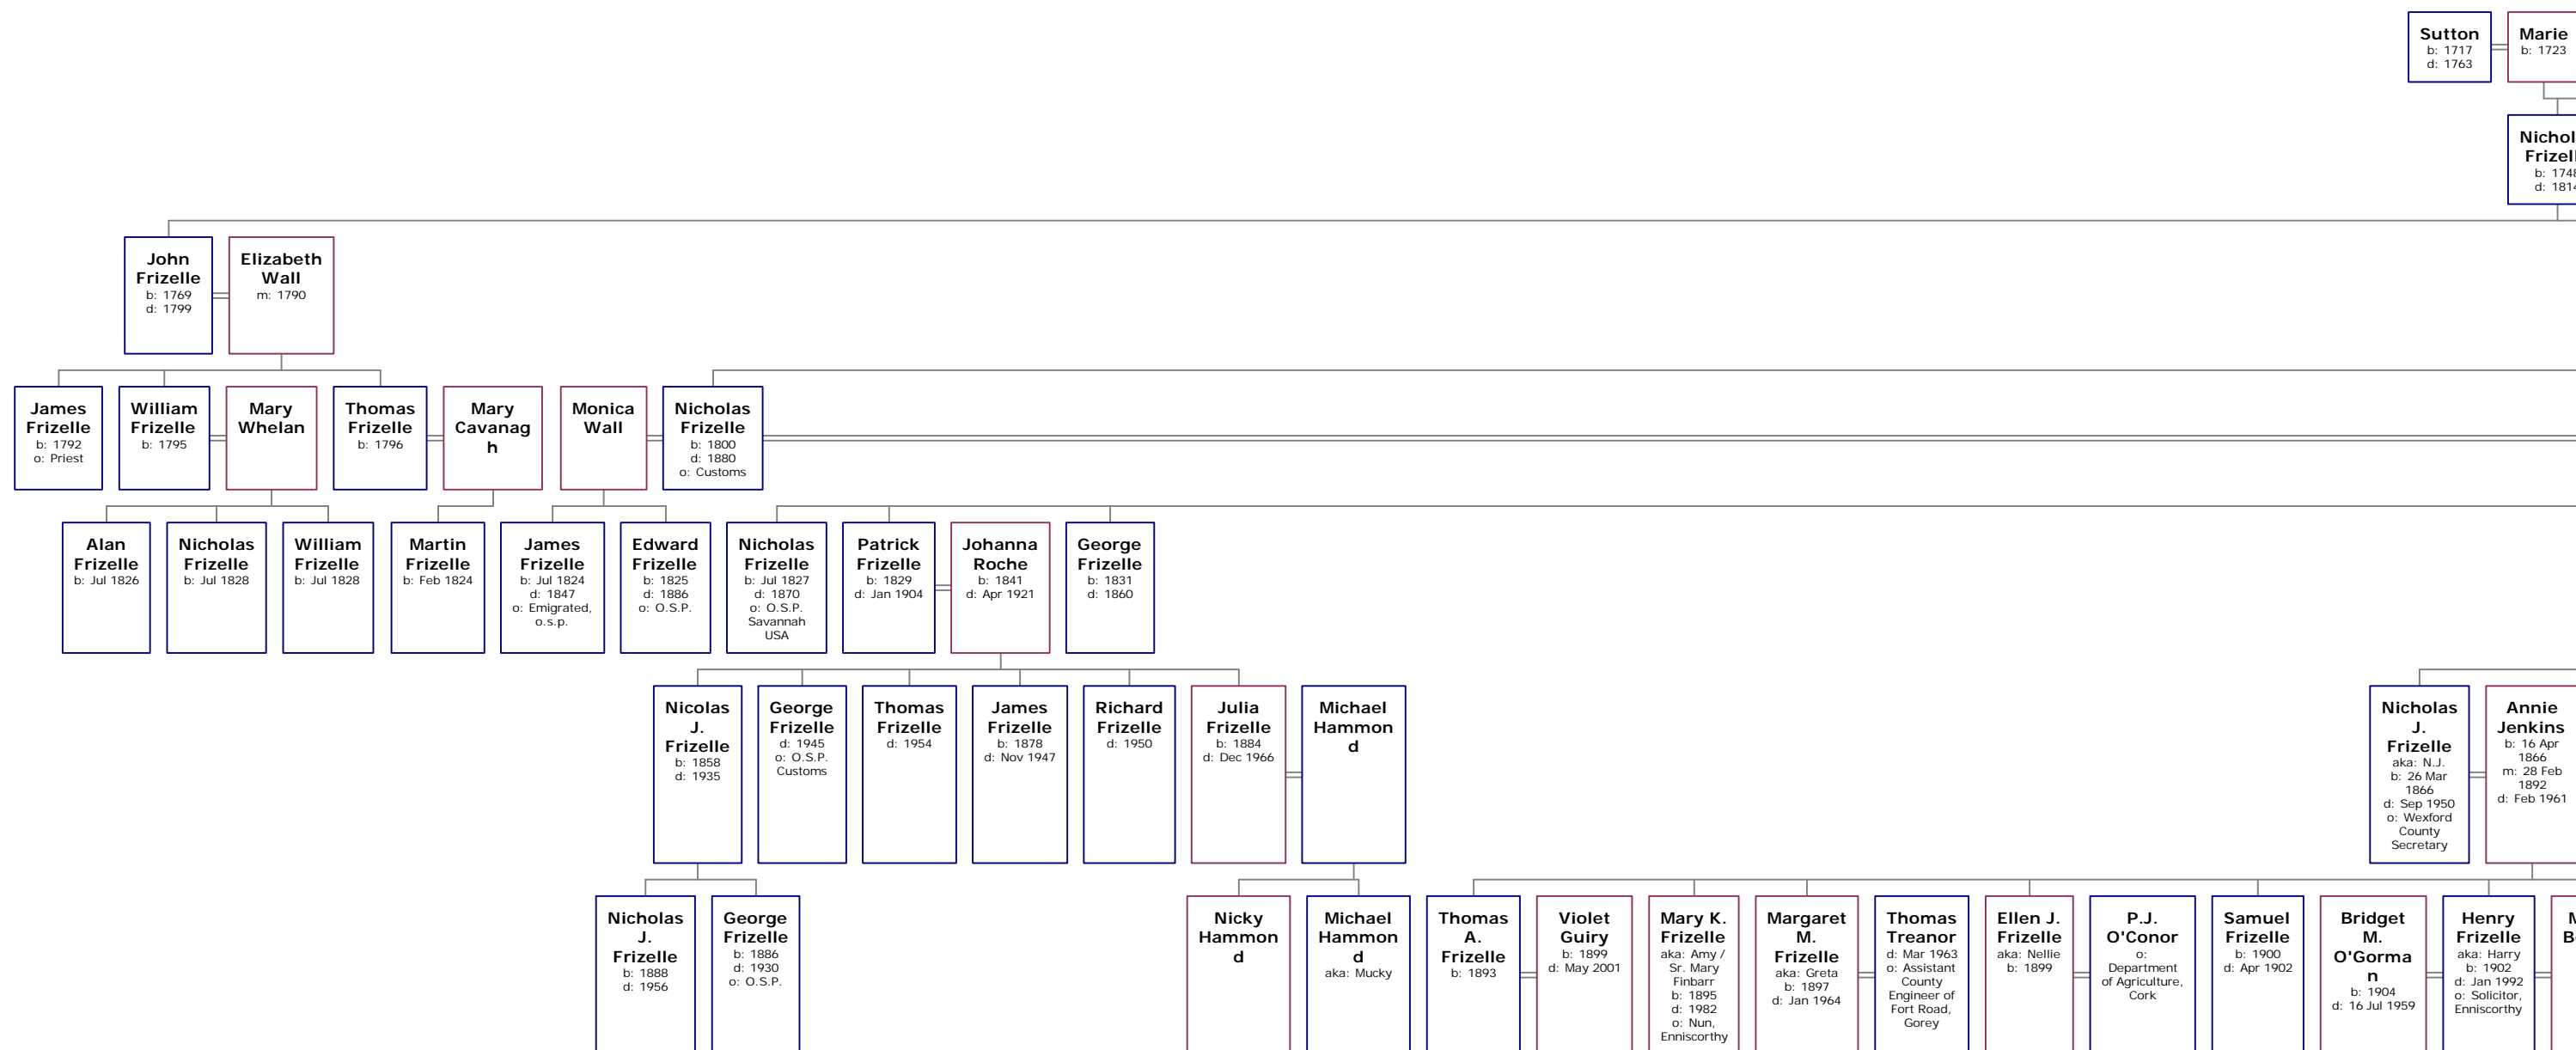 Sutton
b: 1717
d: 1763
Marie
b: 1723
John
Frizelle
b: 1769
d: 1799
Elizabeth
Wall
m: 1790
James
Frizelle
b: 1792
o: Priest
William
Frizelle
b: 1795
Mary
Whelan
Thomas
Frizelle
b: 1796
Mary
Cavanag
h
Monica
Wall
Nicholas
Frizelle
b: 1800
d: 1880
o: Customs
Alan
Frizelle
b: Jul 1826
Nicholas
Frizelle
b: Jul 1828
William
Frizelle
b: Jul 1828
Martin
Frizelle
b: Feb 1824
James
Frizelle
b: Jul 1824
d: 1847
o: Emigrated,
o.s.p.
Edward
Frizelle
b: 1825
d: 1886
o: O.S.P.
Nicholas
Frizelle
b: Jul 1827
d: 1870
o: O.S.P.
Savannah
USA
Patrick
Frizelle
b: 1829
d: Jan 1904
Johanna
Roche
b: 1841
d: Apr 1921
George
Frizelle
b: 1831
d: 1860
Nicolas
J.
Frizelle
b: 1858
d: 1935
George
Frizelle
d: 1945
o: O.S.P.
Customs
Thomas
Frizelle
d: 1954
James
Frizelle
b: 1878
d: Nov 1947
Richard
Frizelle
d: 1950
Julia
Frizelle
b: 1884
d: Dec 1966
Michael
Hammon
d
Nicholas
J.
Frizelle
aka: N.J.
b: 26 Mar
1866
d: Sep 1950
o: Wexford
County
Secretary
Annie
Jenkins
b: 16 Apr
1866
m: 28 Feb
1892
d: Feb 1961
Nicholas
J.
Frizelle
b: 1888
d: 1956
George
Frizelle
b: 1886
d: 1930
o: O.S.P.
Nicky
Hammon
d
Michael
Hammon
d
aka: Mucky
Thomas
A.
Frizelle
b: 1893
Violet
Guiry
b: 1899
d: May 2001
Mary K.
Frizelle
aka: Amy /
Sr. Mary
Finbarr
b: 1895
d: 1982
o: Nun,
Enniscorthy
Margaret
M.
Frizelle
aka: Greta
b: 1897
d: Jan 1964
Thomas
Treanor
d: Mar 1963
o: Assistant
County
Engineer of
Fort Road,
Gorey
Ellen J.
Frizelle
aka: Nellie
b: 1899
P.J.
O'Conor
o:
Department
of Agriculture,
Cork
Samuel
Frizelle
b: 1900
d: Apr 1902
Bridget
M.
O'Gorma
n
b: 1904
d: 16 Jul 1959
Henry
Frizelle
aka: Harry
b: 1902
d: Jan 1992
o: Solicitor,
Enniscorthy